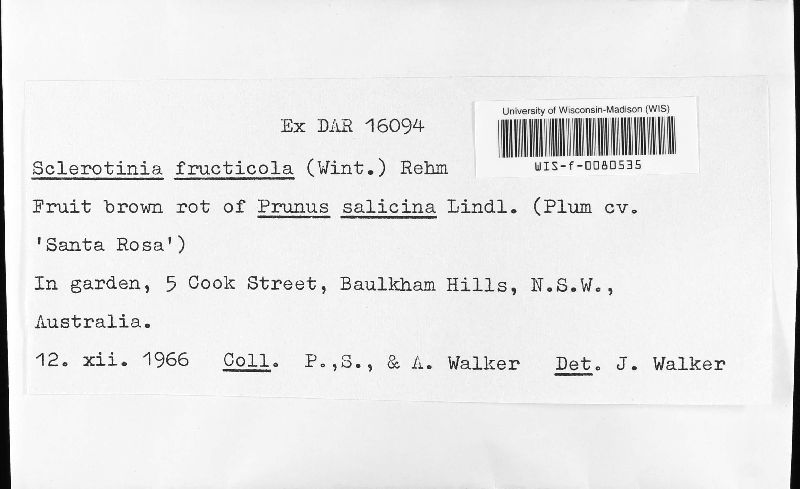 Ex DAR 16094
University of Wisconsin-Madison (WIS)
WIS-f-0080535
Sclerotinia fructicola (Wint.) Rehm
Fruit brown rot of Prunus salicina Lindl. (Plum cv.
'Santa Rosa')
In garden, 5 Cook Street, Baulkham Hills, N.S.W.,
Australia.
12. xii. 1966 Coll. P.,S., & A. Walker Det. J. Walker